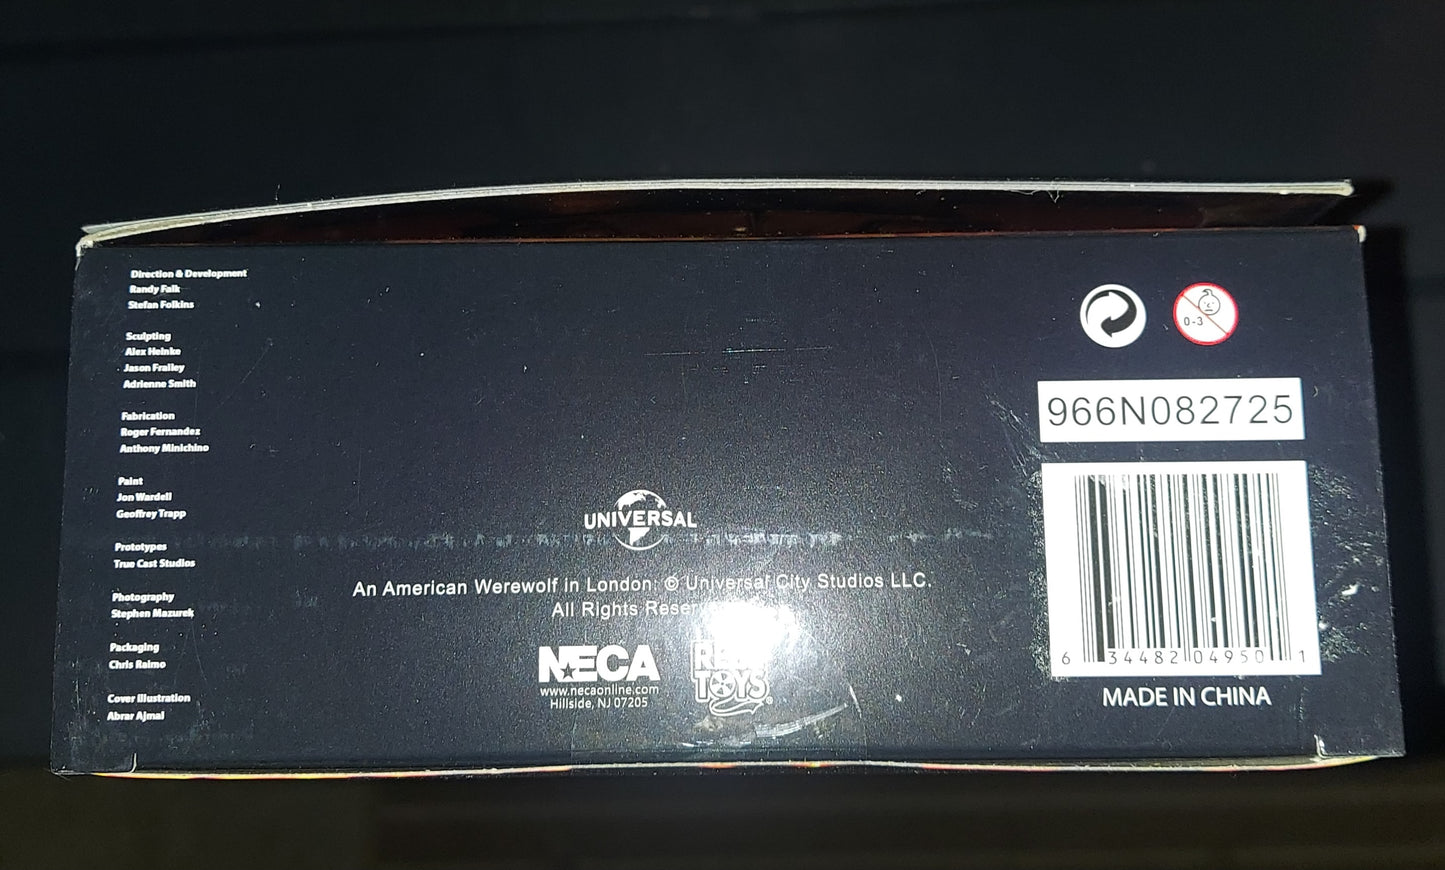 Direction & Development
Randy Falk
Stefan Folkins
Sculpting
Alex Heinke
Jason Frailey
Adrienne Smith
Fabrication
Roger Fernandez
Anthony Minichino
Paint
Jon Wardell
Geoffrey Trapp
Prototypes
True Cast Studios
Photography
Stephen Mazurek
Packaging
Chris Raimo
Cover Illustration
Abrar Ajmal
UNIVERSAL
An American Werewolf in London: © Universal City Studios LLC.
All Rights
NECA
www.necaonline.com
Hillside, NJ 07205
TOYS®
0-3
966N082725
6 34482 04950 1
MADE IN CHINA